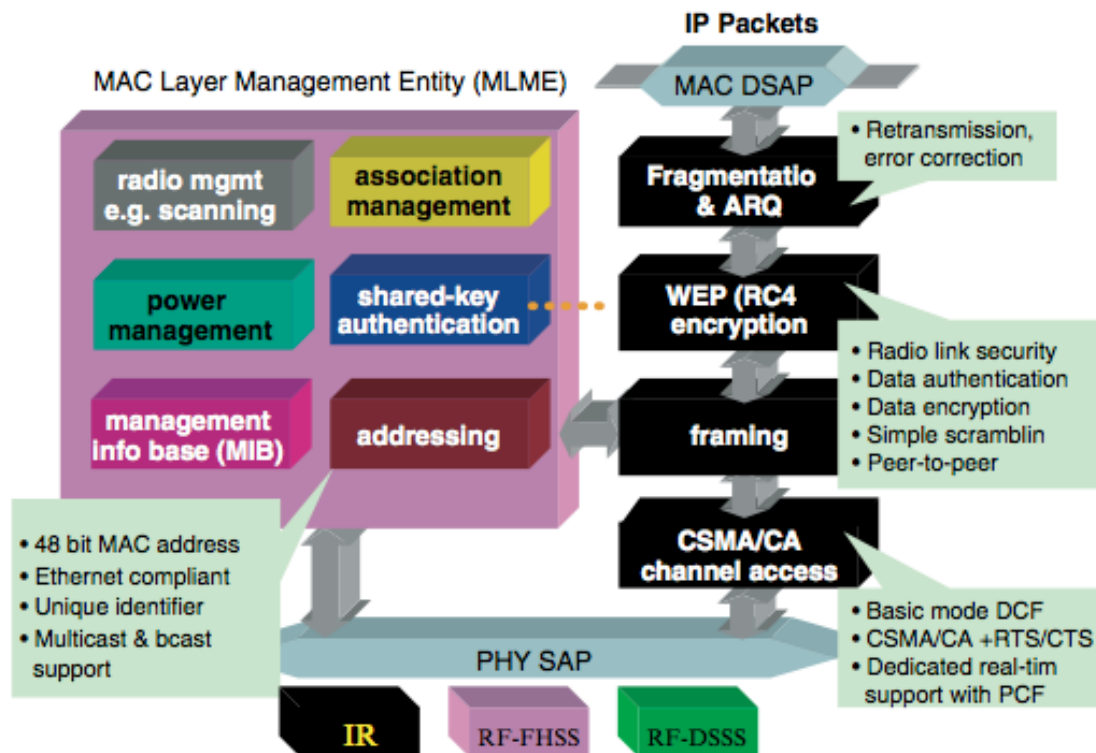 IP Packets
MAC Layer Management Entity (MLME)
MAC DSAP
radio mgmt
e.g. scanning
association
management
Fragmentatio
& ARQ
• Retransmission,
error correction
power
management
shared-key
authentication
WEP (RC4
encryption
• Radio link security
• Data authentication
• Data encryption
• Simple scramblin
• Peer-to-peer
management
info base (MIB)
addressing
framing
• 48 bit MAC address
• Ethernet compliant
• Unique identifier
• Multicast & bcast
support
CSMA/CA
channel access
• Basic mode DCF
• CSMA/CA +RTS/CTS
• Dedicated real-tim
support with PCF
PHY SAP
IR
RF-FHSS
RF-DSSS